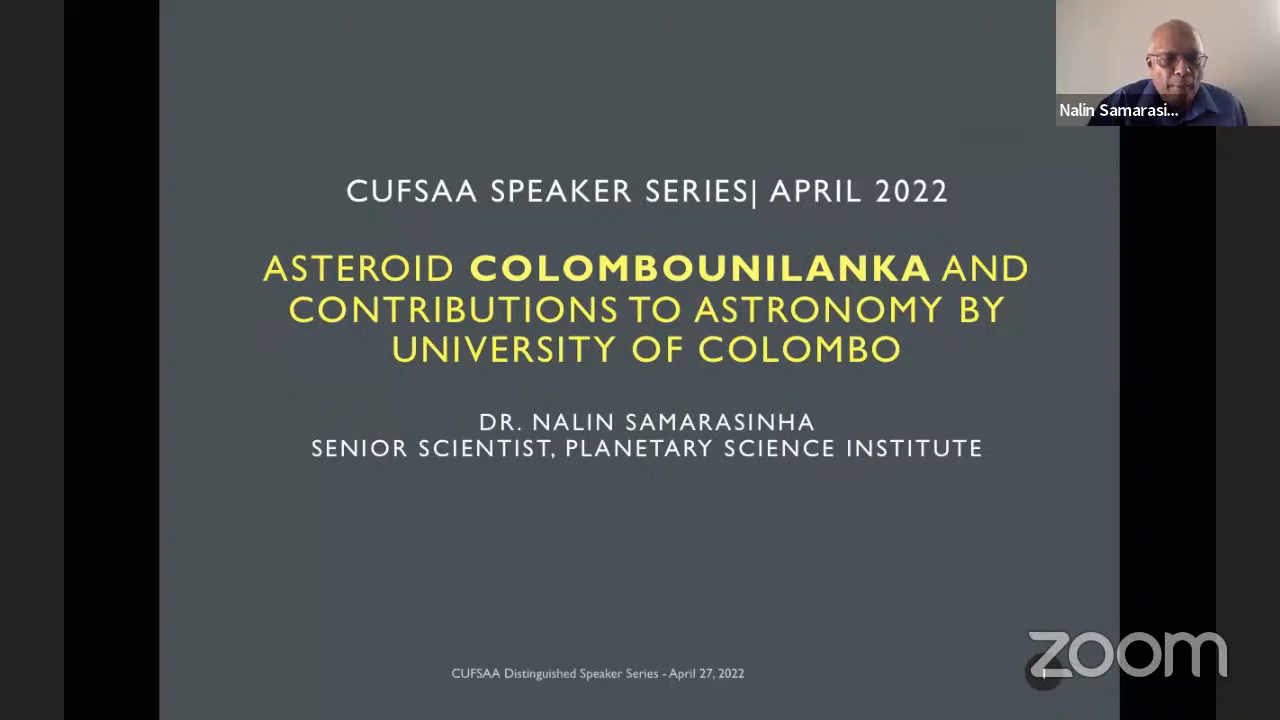 Nalin Samarasi...
CUFSAA SPEAKER SERIES| APRIL 2022
ASTEROID COLOMBOUNILANKA AND
CONTRIBUTIONS TO ASTRONOMY BY
UNIVERSITY OF COLOMBO
DR. NALIN SAMARASINHA
SENIOR SCIENTIST, PLANETARY SCIENCE INSTITUTE
CUFSAA Distinguished Speaker Series - April 27, 2022
1
zoom